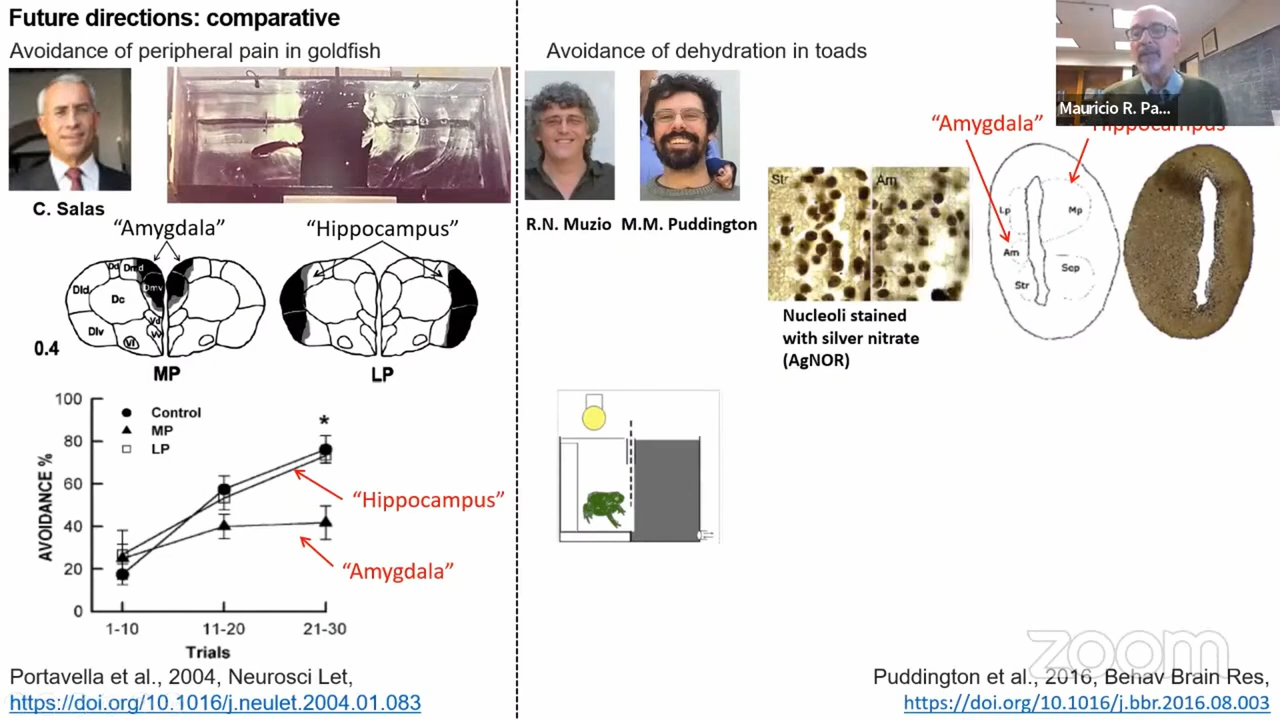 Future directions: comparative
Avoidance of peripheral pain in goldfish
C. Salas
“Amygdala”
“Hippocampus”
Dd
Dmd
Dld
Dc
Dmv
Dlv
Vd
Vv
Vl
0.4
MP
LP
100
80
60
40
20
0
AVOIDANCE %
Control
MP
LP
*
“Hippocampus”
“Amygdala”
1-10
11-20
21-30
Trials
Portavella et al., 2004, Neurosci Let,
https://doi.org/10.1016/j.neulet.2004.01.083
Avoidance of dehydration in toads
R.N. Muzio
M.M. Puddington
Mauricio R. Pa...
“Amygdala”
Hippocampus
Str
Am
Nucleoli stained
with silver nitrate
(AgNOR)
Lp
Mp
Am
Sep
Str
zoom
Puddington et al., 2016, Behav Brain Res,
https://doi.org/10.1016/j.bbr.2016.08.003